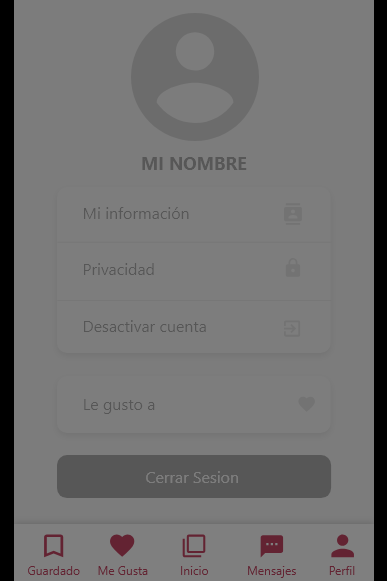 MI NOMBRE
Mi información
Privacidad
Desactivar cuenta
Le gusto a
Cerrar Sesion
Guardado Me Gusta Inicio Mensajes Perfil